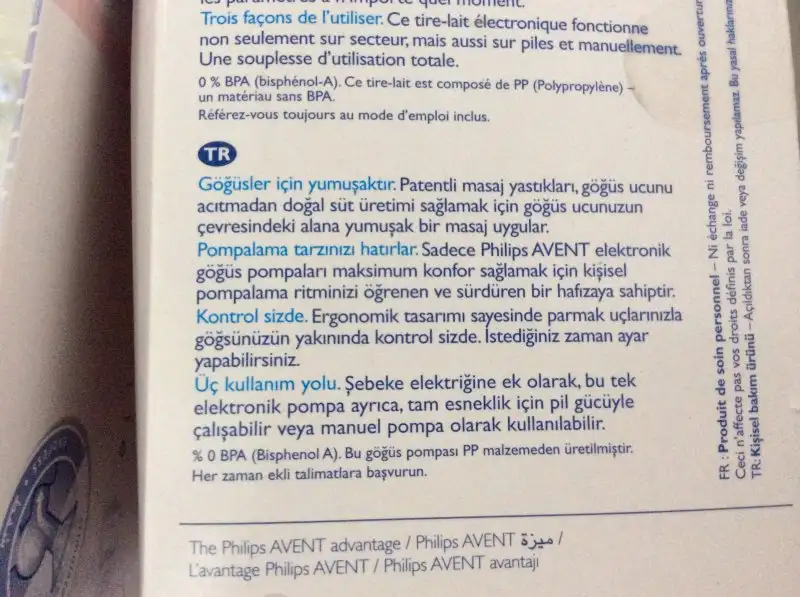 les paramètres à n'importe quel moment.
Trois façons de l'utiliser. Ce tire-lait électronique fonctionne
non seulement sur secteur, mais aussi sur piles et manuellement.
Une souplesse d'utilisation totale.
0 % BPA (bisphénol-A). Ce tire-lait est composé de PP (Polypropylène) –
un matériau sans BPA.
Référez-vous toujours au mode d'emploi inclus.
TR
Göğüsler için yumuşaktır. Patentli masaj yastıkları, göğüs ucunu
acıtmadan doğal süt üretimi sağlamak için göğüs ucunuzun
çevresindeki alana yumuşak bir masaj uygular.
Pompalama tarzınızı hatırlar. Sadece Philips AVENT elektronik
göğüs pompaları maksimum konfor sağlamak için kişisel
pompalama ritminizi öğrenen ve sürdüren bir hafızaya sahiptir.
Kontrol sizde. Ergonomik tasarımı sayesinde parmak uçlarınızla
göğsünüzün yakınında kontrol sizde. İstediğiniz zaman ayar
yapabilirsiniz.
Üç kullanım yolu. Şebeke elektriğine ek olarak, bu tek
elektronik pompa ayrıca, tam esneklik için pil gücüyle
çalışabilir veya manuel pompa olarak kullanılabilir.
% 0 BPA (Bisphenol A). Bu göğüs pompası PP malzemeden üretilmiştir.
Her zaman ekli talimatlara başvurun.
The Philips AVENT advantage / Philips AVENT ميزة /
L'avantage Philips AVENT / Philips AVENT avantajı
FR : Produit de soin personnel – Ni échange ni remboursement après ouverture
Ceci n'affecte pas vos droits définis par la loi.
TR: Kişisel bakım ürünü – Açıldıktan sonra iade veya değişim yapılamaz. Bu yasal